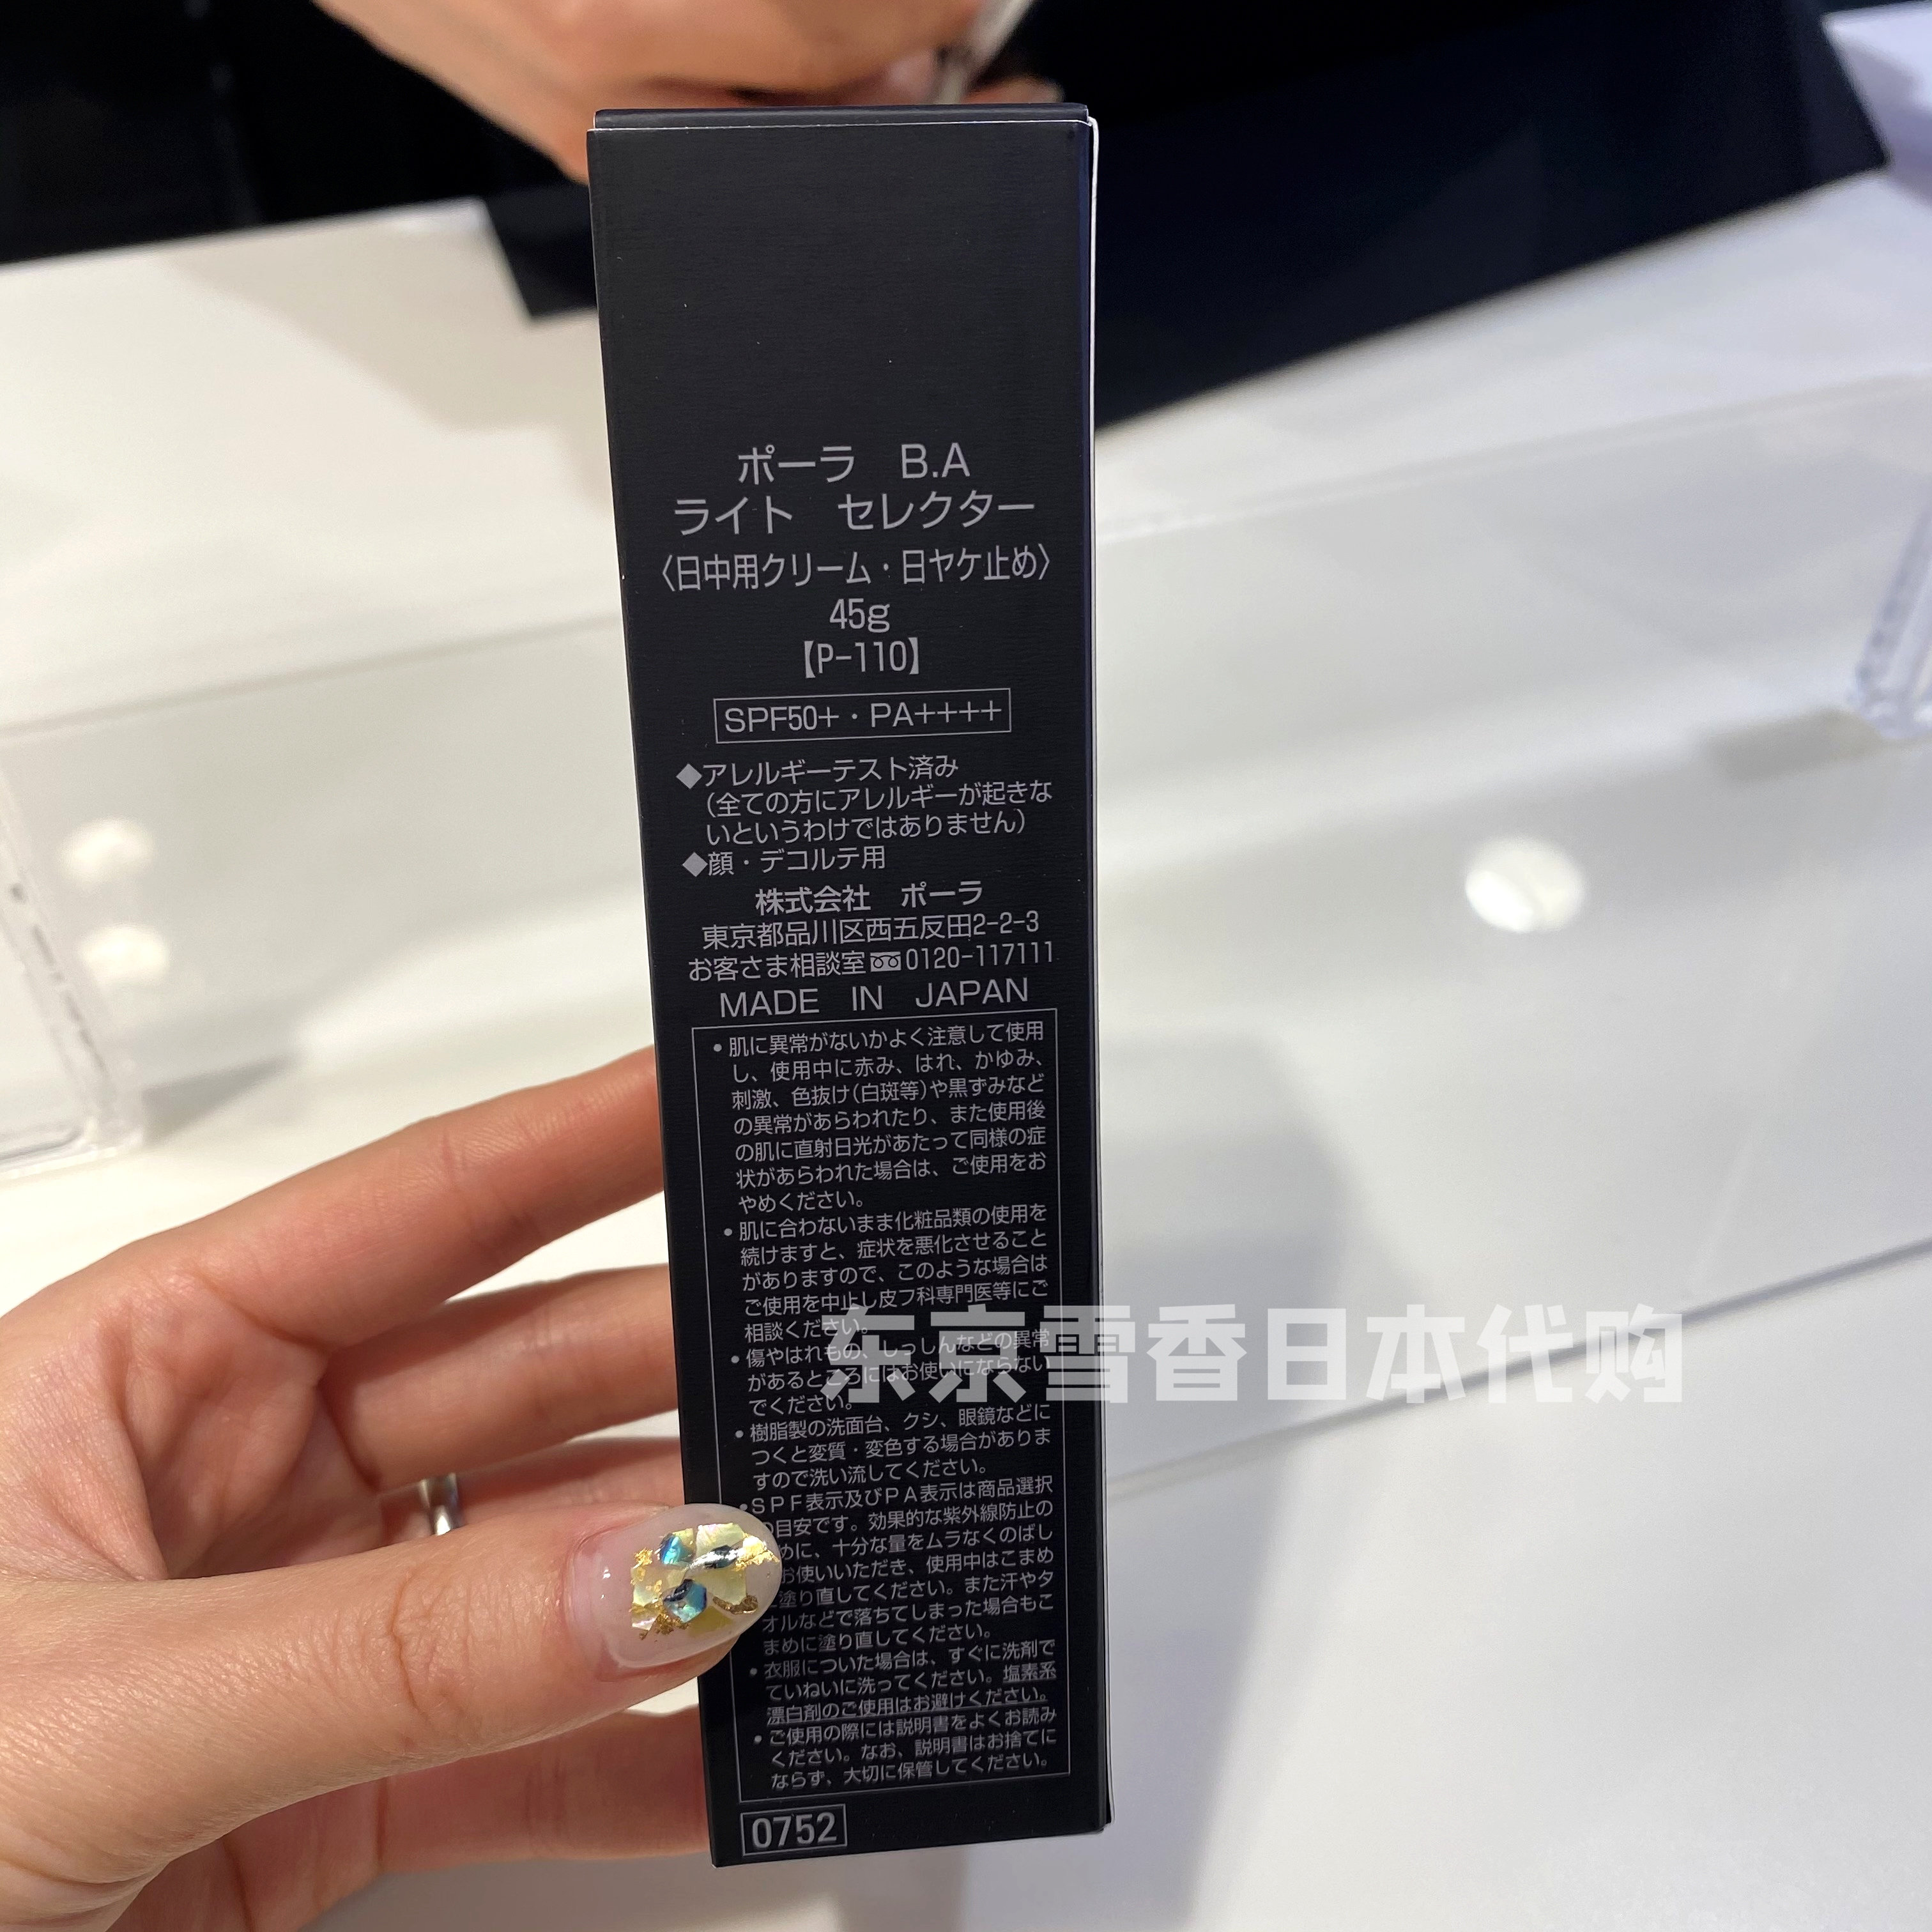 ポーラ B.A
ライト セレクター
〈日中用クリーム・日ヤケ止め〉
45g
【P-110】
SPF50+・PA++++
◆アレルギーテスト済み
(全ての方にアレルギーが起きな
いというわけではありません)
◆顔・デコルテ用
株式会社 ポーラ
東京都品川区西五反田2-2-3
お客さま相談室 0120-117111
MADE IN JAPAN
•肌に異常がないかよく注意して使用
し、使用中に赤み、はれ、かゆみ、
刺激、色抜け(白斑等)や黒ずみなど
の異常があらわれたり、また使用後
の肌に直射日光があたって同様の症
状があらわれた場合は、ご使用をお
やめください。
•肌に合わないまま化粧品類の使用を
続けますと、症状を悪化させること
がありますので、このような場合は
ご使用を中止し皮フ科専門医等にご
相談ください。
•傷やはれもの、しっしんなどの異常
があるところにはお使いにならない
でください。
•樹脂製の洗面台、クシ、眼鏡などに
つくと変質・変色する場合がありま
すので洗い流してください。
•SPF表示及びPA表示は商品選択
の目安です。効果的な紫外線防止の
めに、十分な量をムラなくのばし
お使いいただき、使用中はこまめ
塗り直してください。また汗やタ
オルなどで落ちてしまった場合もこ
まめに塗り直してください。
•衣服についた場合は、すぐに洗剤で
ていねいに洗ってください。塩素系
漂白剤のご使用はお避けください。
•ご使用の際には説明書をよくお読み
ください。なお、説明書はお捨てに
ならず、大切に保管してください。
0752
东京雪香日本代购